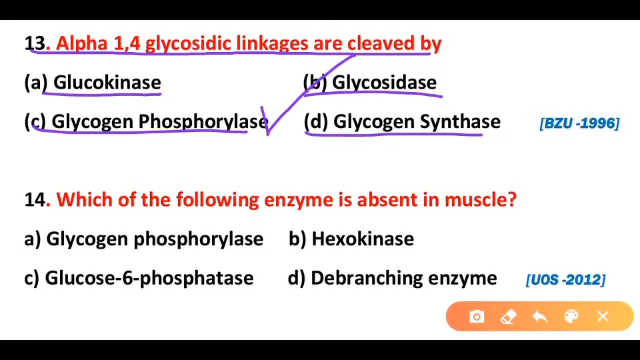 13. Alpha 1,4 glycosidic linkages are cleaved by
(a) Glucokinase (b) Glycosidase
(c) Glycogen Phosphorylase (d) Glycogen Synthase [BZU -1996]
14. Which of the following enzyme is absent in muscle?
a) Glycogen phosphorylase b) Hexokinase
c) Glucose-6-phosphatase d) Debranching enzyme [UOS -2012]